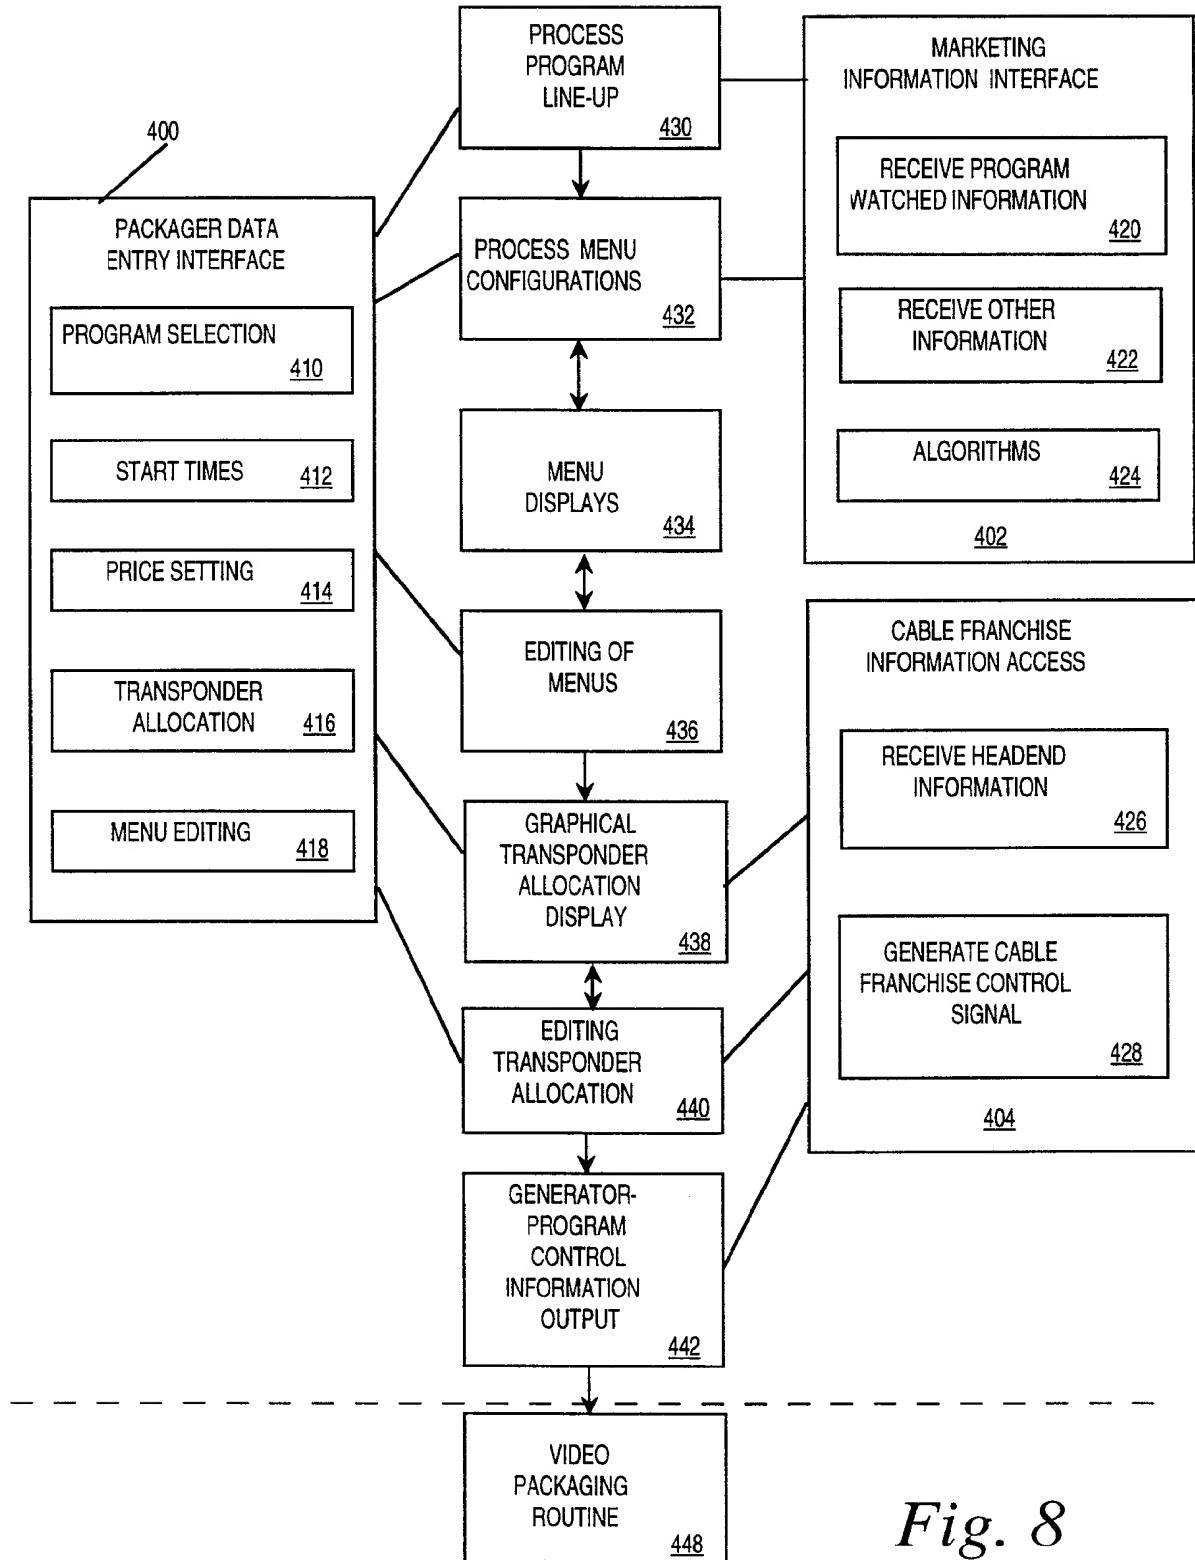 PROCESS
PROGRAM
LINE-UP
430
MARKETING
INFORMATION INTERFACE
RECEIVE PROGRAM
WATCHED INFORMATION
420
RECEIVE OTHER
INFORMATION
422
ALGORITHMS
424
402
400
PACKAGER DATA
ENTRY INTERFACE
PROGRAM SELECTION
410
START TIMES
412
PRICE SETTING
414
TRANSPONDER
ALLOCATION
416
MENU EDITING
418
PROCESS MENU
CONFIGURATIONS
432
MENU
DISPLAYS
434
EDITING OF
MENUS
436
GRAPHICAL
TRANSPONDER
ALLOCATION
DISPLAY
438
EDITING
TRANSPONDER
ALLOCATION
440
CABLE FRANCHISE
INFORMATION ACCESS
RECEIVE HEADEND
INFORMATION
426
GENERATE CABLE
FRANCHISE CONTROL
SIGNAL
428
404
GENERATOR-
PROGRAM
CONTROL
INFORMATION
OUTPUT
442
VIDEO
PACKAGING
ROUTINE
448
Fig. 8